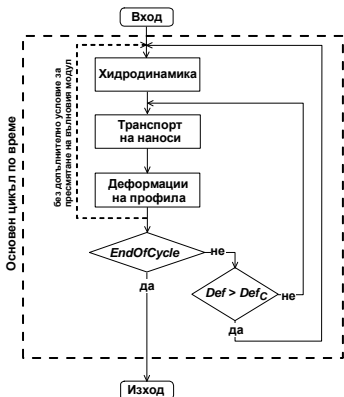 Вход
Основен цикъл по време
без допълнително условие за
пресмятане на вълновия модул
Хидродинамика
Транспорт
на наноси
Деформации
на профила
EndOfCycle
не
да
Def > DefC
не
да
Изход